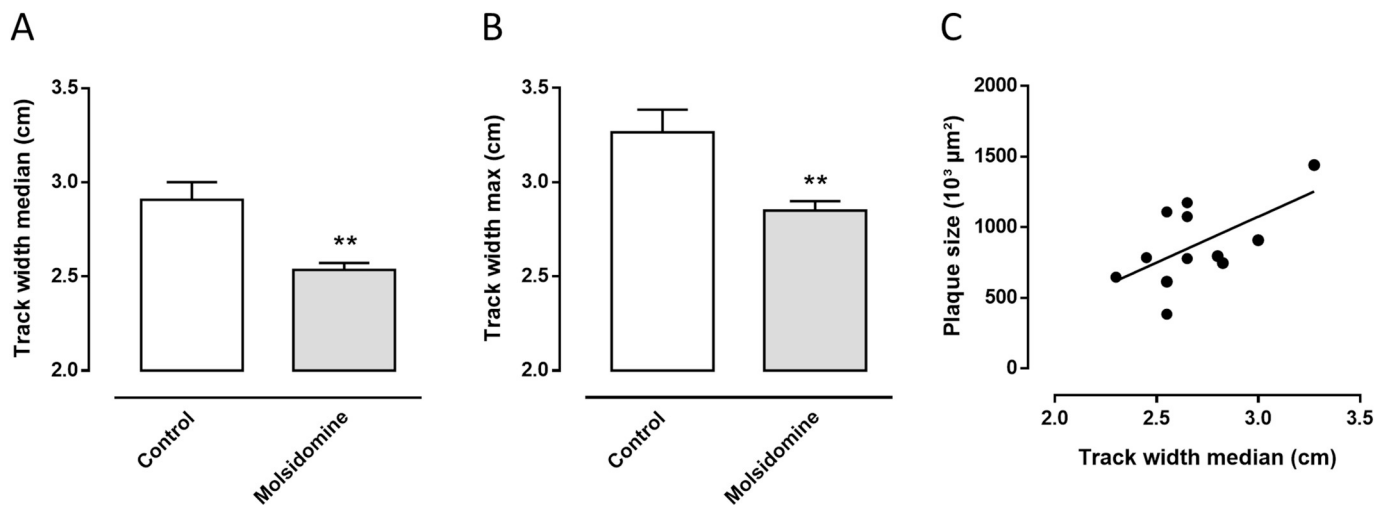 A
Track width median (cm)
3.5
3.0
2.5
2.0
**
Control
Molsidomine
B
Track width max (cm)
3.5
3.0
2.5
2.0
**
Control
Molsidomine
C
Plaque size (10³ µm²)
2000
1500
1000
500
0
2.0 2.5 3.0 3.5
Track width median (cm)